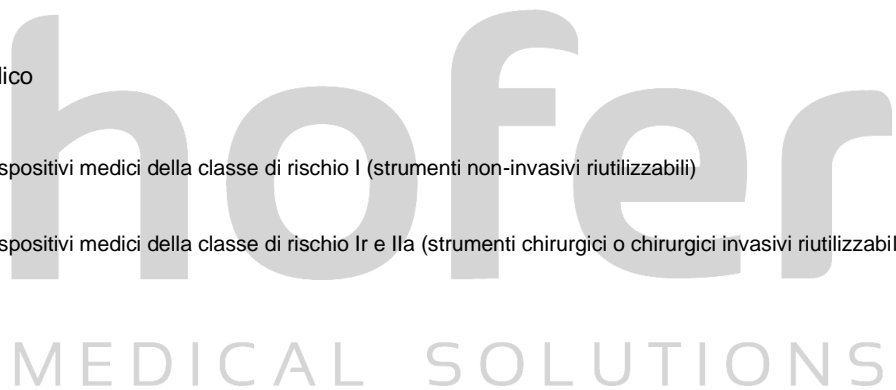 lico
spositivi medici della classe di rischio I (strumenti non-invasivi riutilizzabili)
spositivi medici della classe di rischio Ir e IIa (strumenti chirurgici o chirurgici invasivi riutilizzabil
hofer
MEDICAL SOLUTIONS